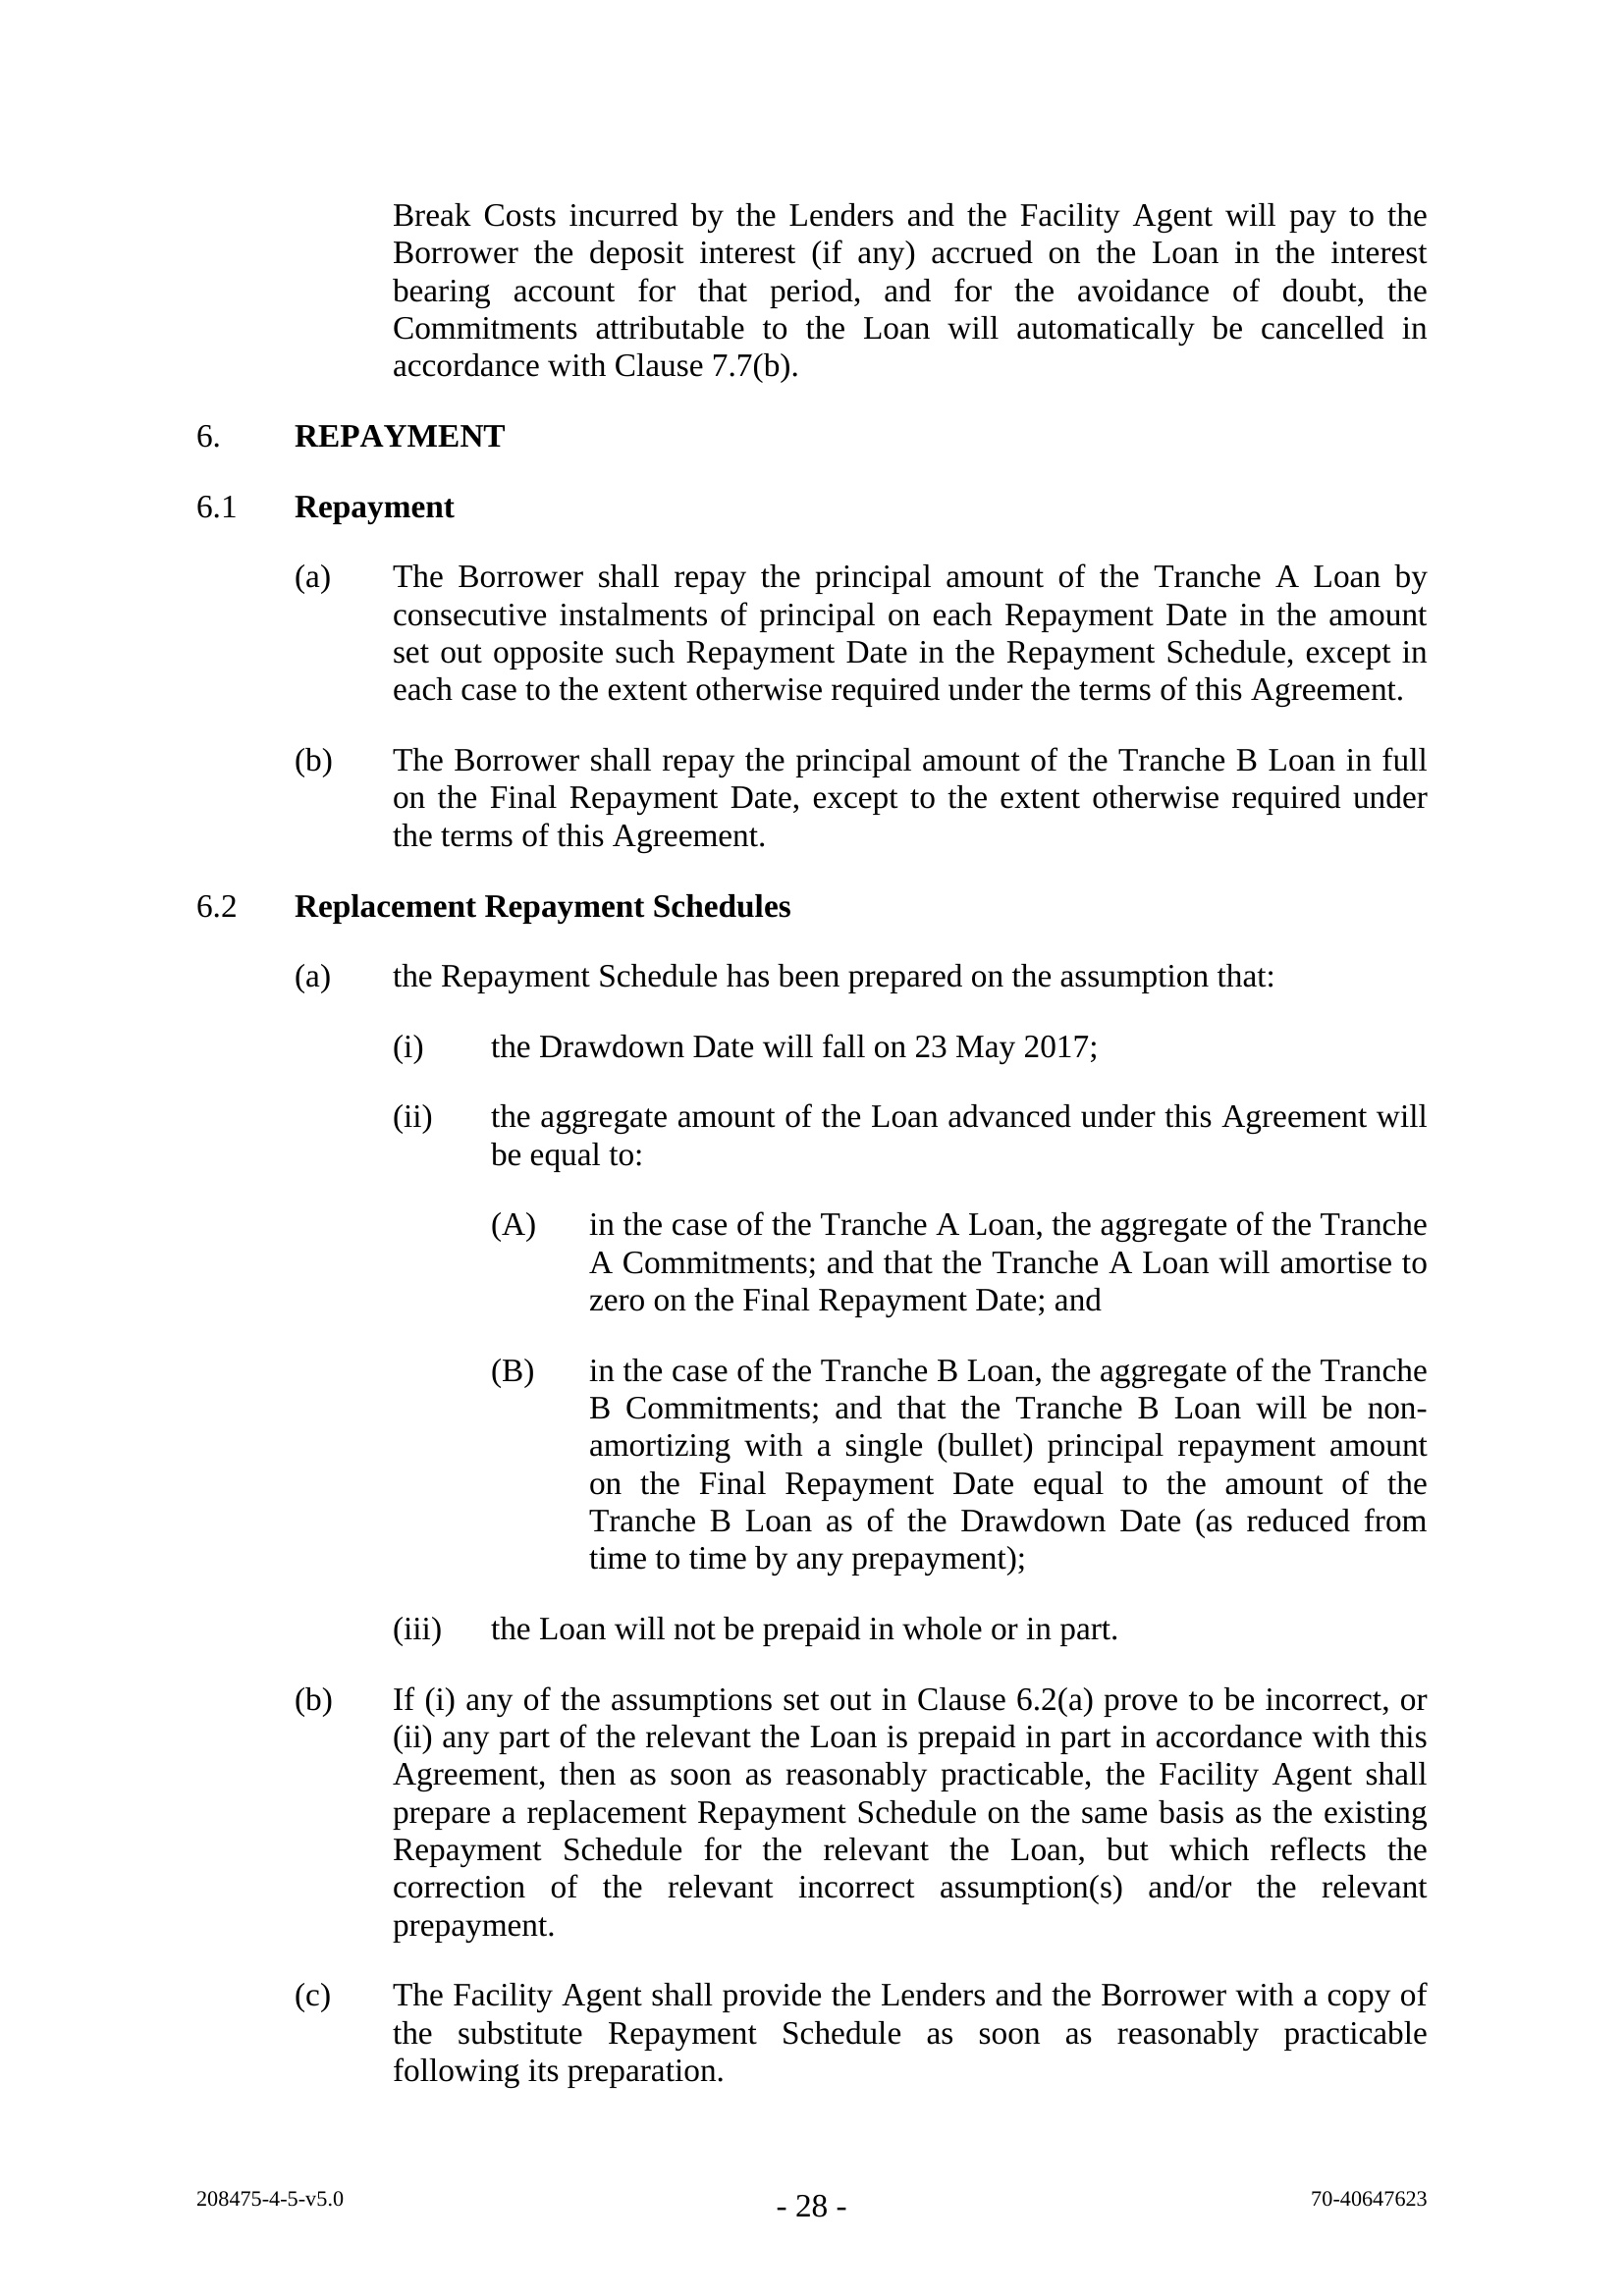 Break Costs incurred by the Lenders and the Facility Agent will pay to the
Borrower the deposit interest (if any) accrued on the Loan in the interest
bearing account for that period, and for the avoidance of doubt, the
Commitments attributable to the Loan will automatically be cancelled in
accordance with Clause 7.7(b).
6. REPAYMENT
6.1 Repayment
(a) The Borrower shall repay the principal amount of the Tranche A Loan by
consecutive instalments of principal on each Repayment Date in the amount
set out opposite such Repayment Date in the Repayment Schedule, except in
each case to the extent otherwise required under the terms of this Agreement.
(b) The Borrower shall repay the principal amount of the Tranche B Loan in full
on the Final Repayment Date, except to the extent otherwise required under
the terms of this Agreement.
6.2 Replacement Repayment Schedules
(a) the Repayment Schedule has been prepared on the assumption that:
(i) the Drawdown Date will fall on 23 May 2017;
(ii) the aggregate amount of the Loan advanced under this Agreement will
be equal to:
(A) in the case of the Tranche A Loan, the aggregate of the Tranche
A Commitments; and that the Tranche A Loan will amortise to
zero on the Final Repayment Date; and
(B) in the case of the Tranche B Loan, the aggregate of the Tranche
B Commitments; and that the Tranche B Loan will be non-
amortizing with a single (bullet) principal repayment amount
on the Final Repayment Date equal to the amount of the
Tranche B Loan as of the Drawdown Date (as reduced from
time to time by any prepayment);
(iii) the Loan will not be prepaid in whole or in part.
(b) If (i) any of the assumptions set out in Clause 6.2(a) prove to be incorrect, or
(ii) any part of the relevant the Loan is prepaid in part in accordance with this
Agreement, then as soon as reasonably practicable, the Facility Agent shall
prepare a replacement Repayment Schedule on the same basis as the existing
Repayment Schedule for the relevant the Loan, but which reflects the
correction of the relevant incorrect assumption(s) and/or the relevant
prepayment.
(c) The Facility Agent shall provide the Lenders and the Borrower with a copy of
the substitute Repayment Schedule as soon as reasonably practicable
following its preparation.
208475-4-5-v5.0 - 28 - 70-40647623